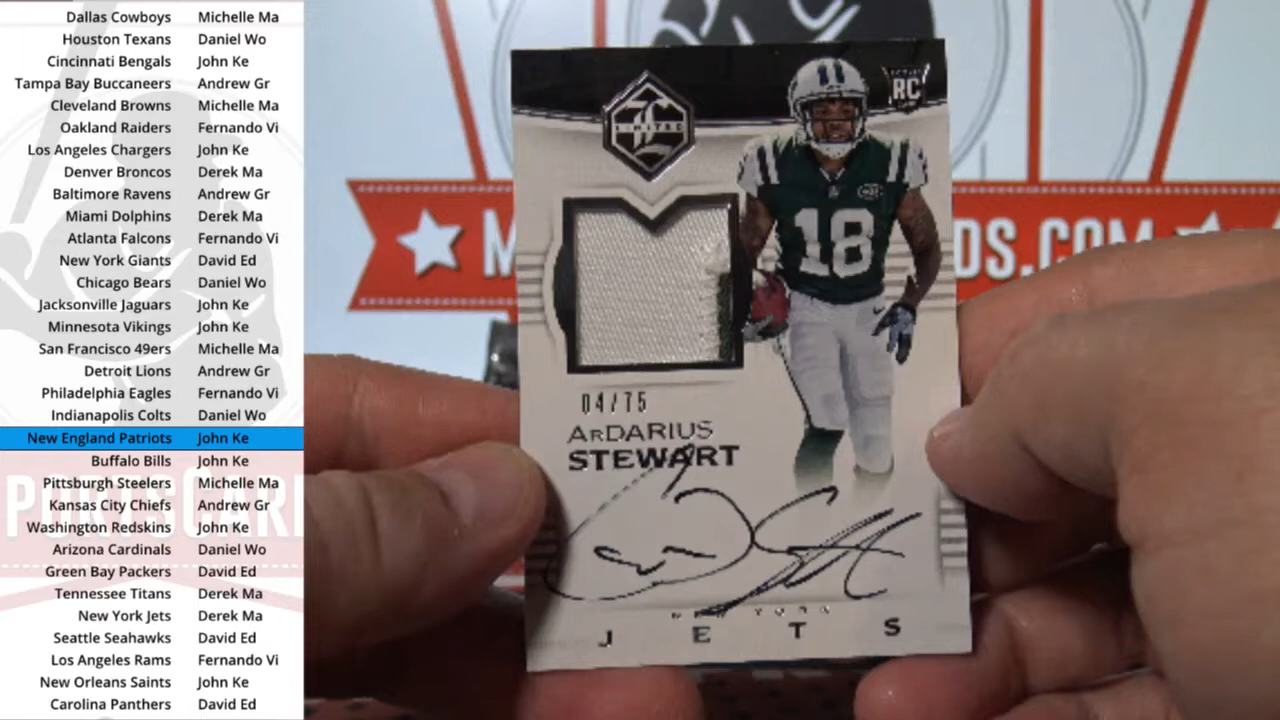 Dallas Cowboys Michelle Ma
Houston Texans Daniel Wo
Cincinnati Bengals John Ke
Tampa Bay Buccaneers Andrew Gr
Cleveland Browns Michelle Ma
Oakland Raiders Fernando Vi
Los Angeles Chargers John Ke
Denver Broncos Derek Ma
Baltimore Ravens Andrew Gr
Miami Dolphins Derek Ma
Atlanta Falcons Fernando Vi
New York Giants David Ed
Chicago Bears Daniel Wo
Jacksonville Jaguars John Ke
Minnesota Vikings John Ke
San Francisco 49ers Michelle Ma
Detroit Lions Andrew Gr
Philadelphia Eagles Fernando Vi
Indianapolis Colts Daniel Wo
New England Patriots John Ke
Buffalo Bills John Ke
Pittsburgh Steelers Michelle Ma
Kansas City Chiefs Andrew Gr
Washington Redskins John Ke
Arizona Cardinals Daniel Wo
Green Bay Packers David Ed
Tennessee Titans Derek Ma
New York Jets Derek Ma
Seattle Seahawks David Ed
Los Angeles Rams Fernando Vi
New Orleans Saints John Ke
Carolina Panthers David Ed
PORTSCAR
M
DS.COM
LIMITED
RC
18
04/75
ARDARIUS
STEWART
NEW YORK
JETS